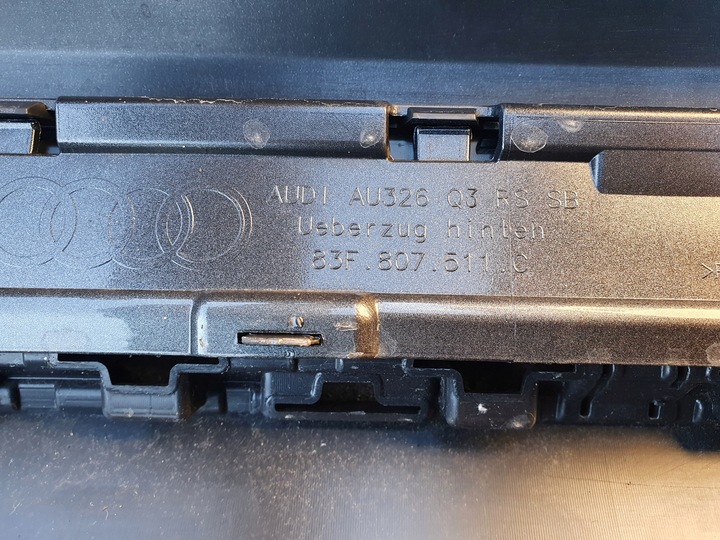 AUDI AU326 Q3 RS SB
Ueberzug hinten
83F.807.511.C